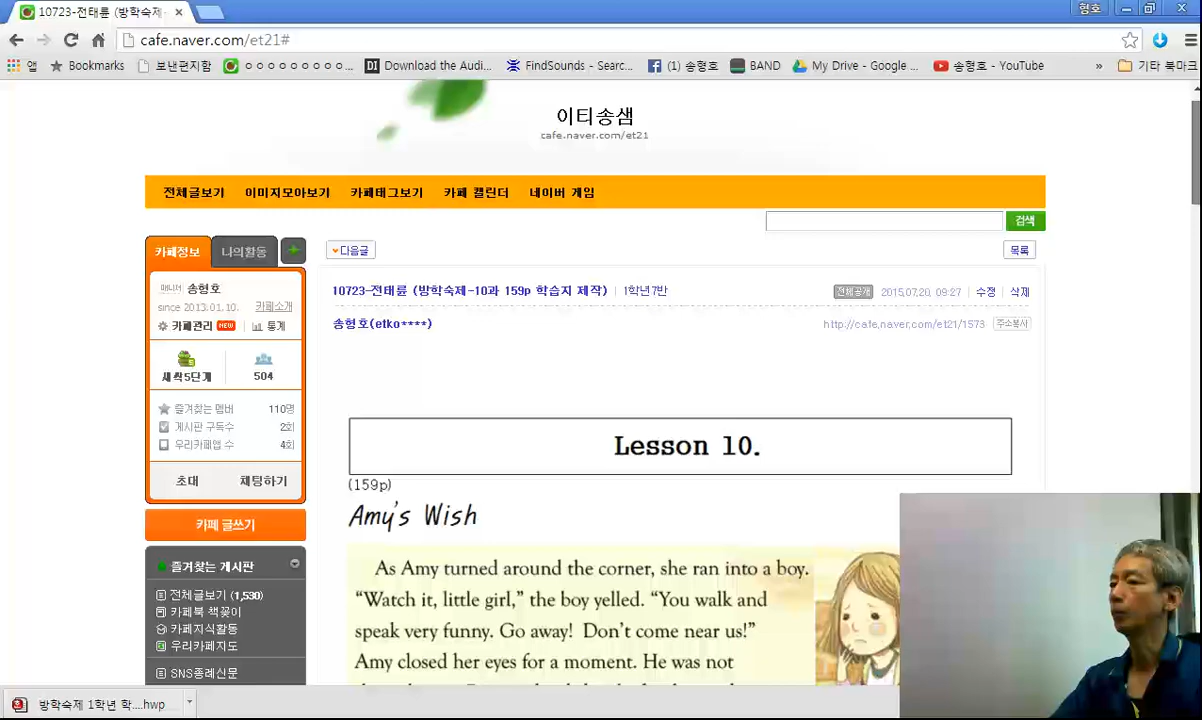 10723-전태륜 (방학숙제-
형호
cafe.naver.com/et21#
앱 Bookmarks 보낸편지함 ㅇㅇㅇㅇㅇㅇㅇㅇㅇ... DI Download the Audi... FindSounds - Searc... (1) 송형호 BAND My Drive - Google ... 송형호 - YouTube » 기타 북마크
이티송샘
cafe.naver.com/et21
전체글보기 이미지모아보기 카페태그보기 카페 캘린더 네이버 게임
검색
카페정보 나의활동 +
다음글 목록
매니저 송형호
since 2013.01.10. 카페소개
카페관리 NEW 통계
새싹5단계 504
즐겨찾는 멤버 110명
게시판 구독수 2회
우리카페앱 수 4회
초대 채팅하기
카페 글쓰기
즐겨찾는 게시판
전체글보기 (1,530)
카페북 책꽂이
카페지식활동
우리카페지도
SNS종례신문
10723-전태륜 (방학숙제-10과 159p 학습지 제작) | 1학년7반 전체공개 2015.07.20. 09:27 | 수정 | 삭제
송형호(etko****) http://cafe.naver.com/et21/1573 주소복사
Lesson 10.
(159p)
Amy's Wish
As Amy turned around the corner, she ran into a boy.
“Watch it, little girl,” the boy yelled. “You walk and
speak very funny. Go away! Don't come near us!”
Amy closed her eyes for a moment. He was not
방학숙제 1학년 학....hwp